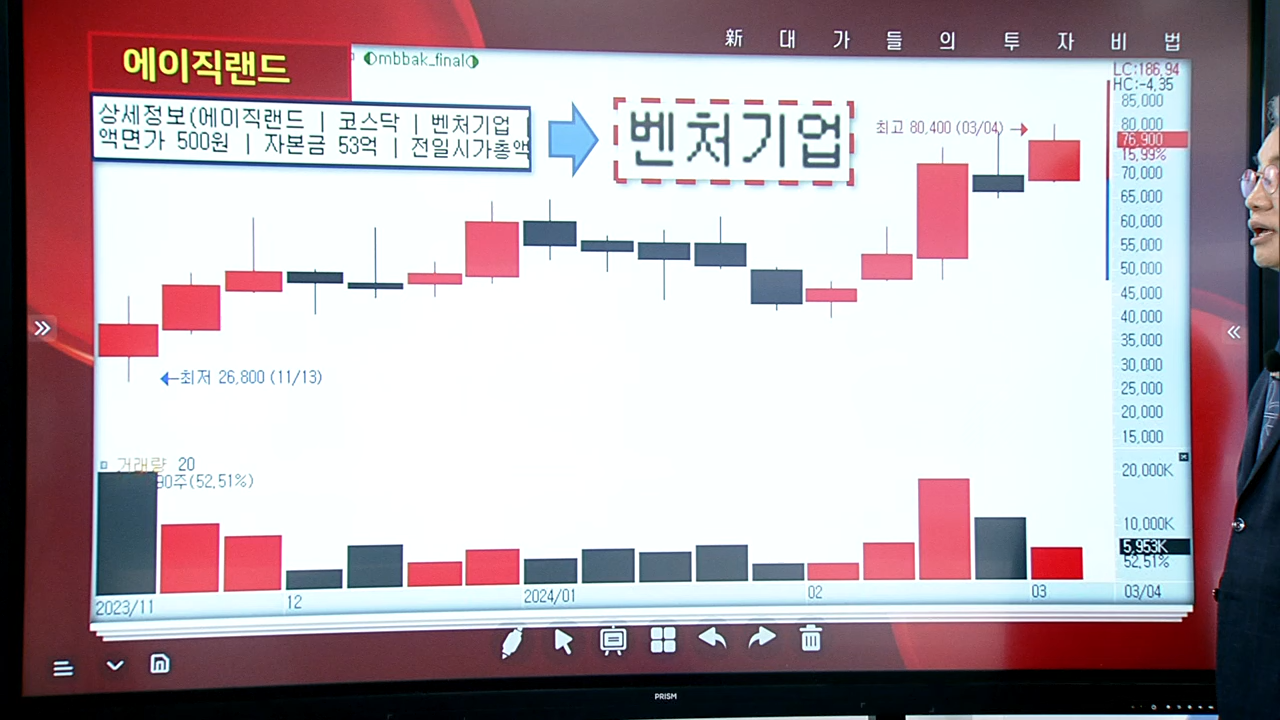 新 대 가 들 의 투 자 비 법
에이직랜드
mbbak_final
LC:186,94
HC:-4,35
상세정보(에이직랜드 | 코스닥 | 벤처기업
액면가 500원 | 자본금 53억 | 전일시가총액
벤처기업
최고 80,400 (03/04)
85,000
80,000
76,900
15,99%
70,000
65,000
60,000
55,000
50,000
45,000
40,000
35,000
30,000
25,000
20,000
15,000
최저 26,800 (11/13)
거래량 20
90주(52,51%)
20,000K
10,000K
5,953K
52,51%
2023/11
12
2024/01
02
03
03/04
PRISM